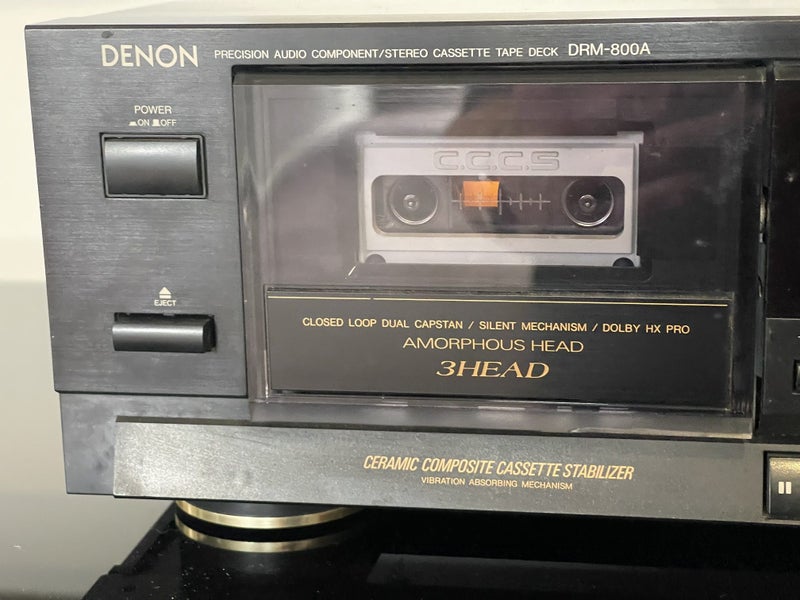 DENON PRECISION AUDIO COMPONENT/STEREO CASSETTE TAPE DECK DRM-800A
POWER
ON OFF
C.C.C.S
EJECT
CLOSED LOOP DUAL CAPSTAN / SILENT MECHANISM / DOLBY HX PRO
AMORPHOUS HEAD
3HEAD
CERAMIC COMPOSITE CASSETTE STABILIZER
VIBRATION ABSORBING MECHANISM